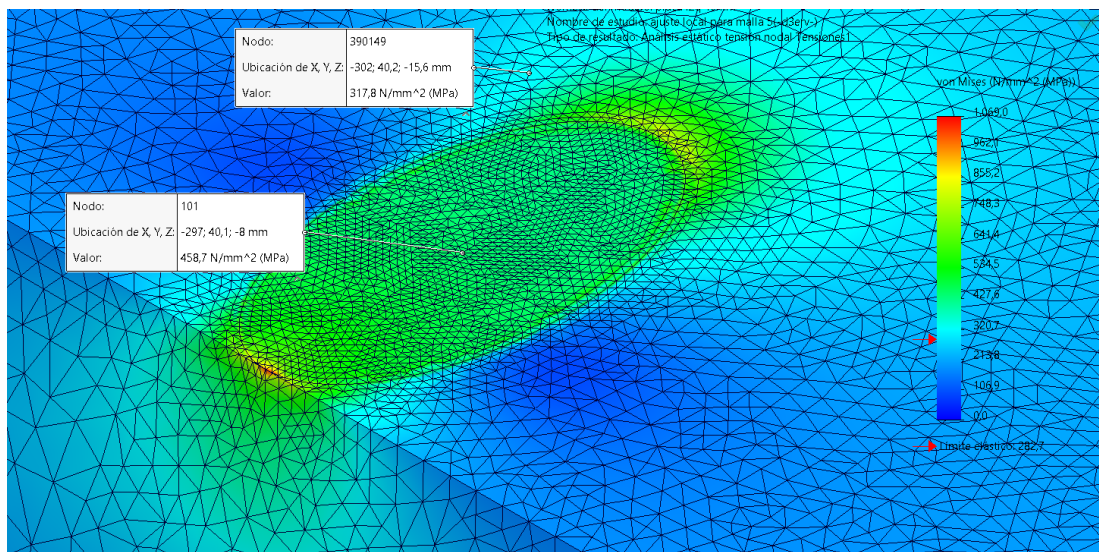 Nombre de estudio: ajuste local para malla 5(-d3erv-)
Tipo de resultado: Análisis estático tensión nodal Tensiones1
Nodo: 390149
Ubicación de X, Y, Z: -302; 40,2; -15,6 mm
Valor: 317,8 N/mm^2 (MPa)
von Mises (N/mm^2 (MPa))
1.069,0
962,1
855,2
748,3
641,4
534,5
427,6
320,7
213,8
106,9
0,0
Límite elástico: 282,7
Nodo: 101
Ubicación de X, Y, Z: -297; 40,1; -8 mm
Valor: 458,7 N/mm^2 (MPa)